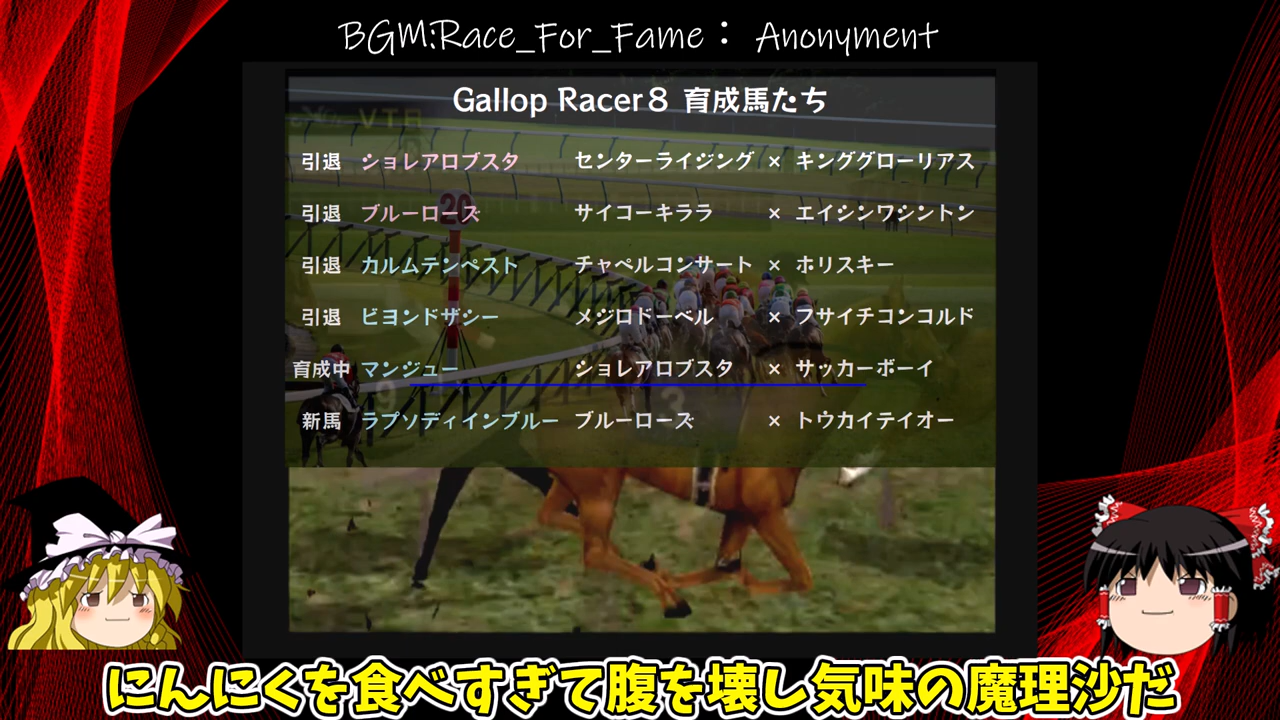 BGM:Race_For_Fame： Anonyment
Gallop Racer8 育成馬たち
引退 ショレアロブスタ センターライジング × キンググローリアス
引退 ブルーローズ サイコーキララ × エイシンワシントン
引退 カルムテンペスト チャペルコンサート × ホリスキー
引退 ビヨンドザシー メジロドーベル × フサイチコンコルド
育成中 マンジュー ショレアロブスタ × サッカーボーイ
新馬 ラプソディインブルー ブルーローズ × トウカイテイオー
にんにくを食べすぎて腹を壊し気味の魔理沙だ